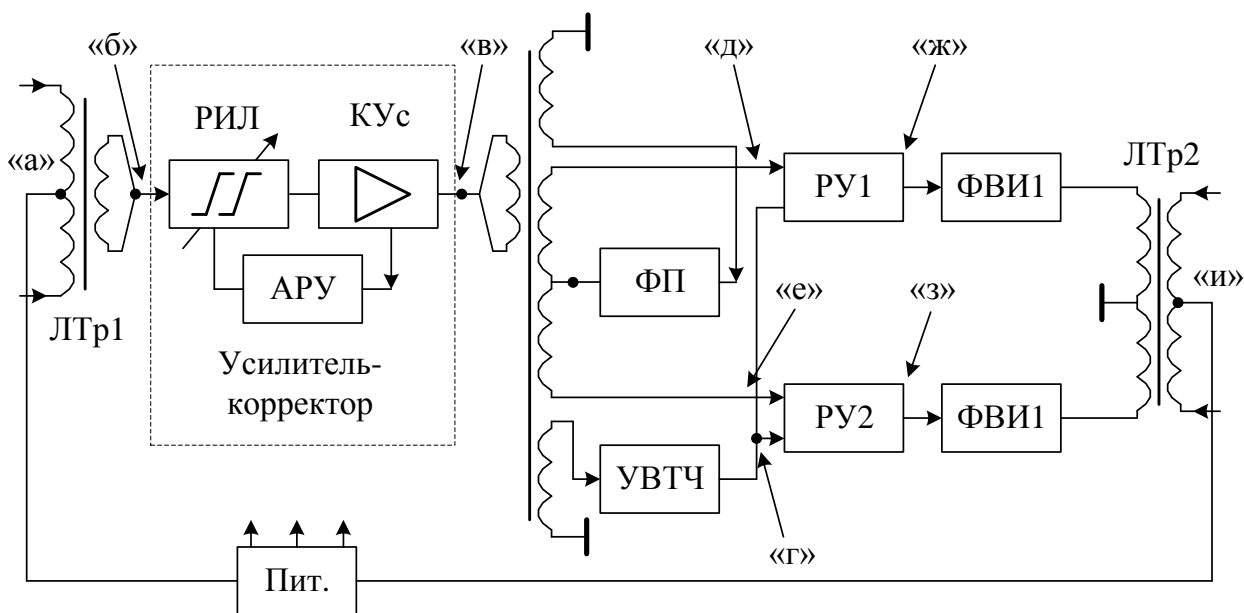 «б»
«в»
«д»
«ж»
РИЛ
КУс
«а»
ЛТр2
РУ1
ФВИ1
АРУ
ФП
«и»
«е»
«з»
ЛТр1
Усилитель-
корректор
РУ2
ФВИ1
УВТЧ
«г»
Пит.